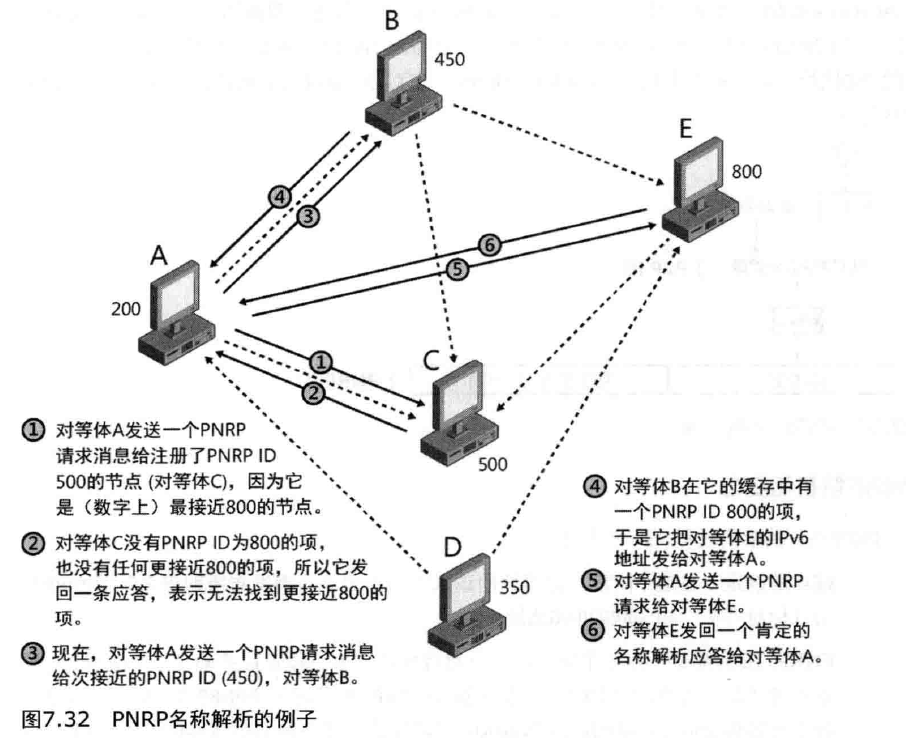 B
450
E
800
④
③
A
⑥
⑤
200
①
C
②
① 对等体A发送一个PNRP
请求消息给注册了PNRP ID
500的节点 (对等体C)，因为它
是（数字上）最接近800的节点。
500
② 对等体C没有PNRP ID为800的项，
也没有任何更接近800的项，所以它发
回一条应答，表示无法找到更接近800的
项。
③ 现在，对等体A发送一个PNRP请求消息
给次接近的PNRP ID (450)，对等体B。
D
350
④ 对等体B在它的缓存中有
一个PNRP ID 800的项，
于是它把对等体E的IPv6
地址发给对等体A。
⑤ 对等体A发送一个PNRP
请求给对等体E。
⑥ 对等体E发回一个肯定的
名称解析应答给对等体A。
图7.32 PNRP名称解析的例子